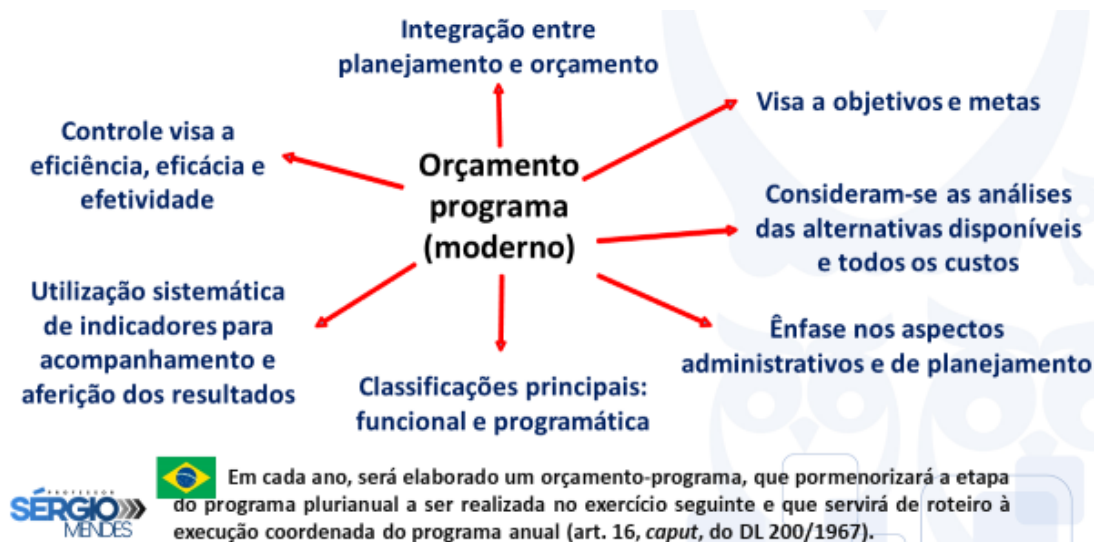 Integração entre
planejamento e orçamento
Visa a objetivos e metas
Controle visa a
eficiência, eficácia e
efetividade
Orçamento
programa
(moderno)
Consideram-se as análises
das alternativas disponíveis
e todos os custos
Utilização sistemática
de indicadores para
acompanhamento e
aferição dos resultados
Ênfase nos aspectos
administrativos e de planejamento
Classificações principais:
funcional e programática
PROFESSOR
SÉRGIO
MENDES
Em cada ano, será elaborado um orçamento-programa, que pormenorizará a etapa
do programa plurianual a ser realizada no exercício seguinte e que servirá de roteiro à
execução coordenada do programa anual (art. 16, caput, do DL 200/1967).